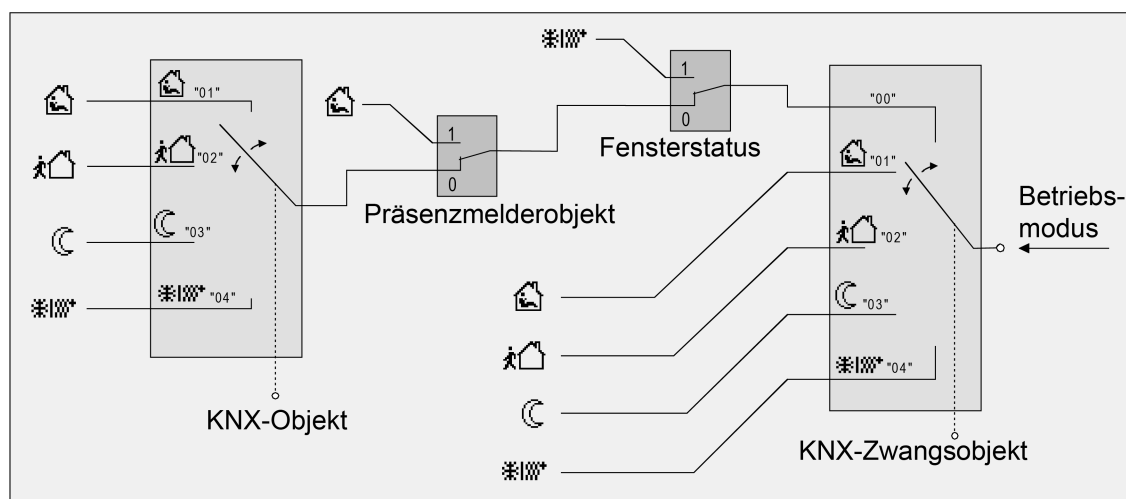 "01"
"02"
"03"
"04"
KNX-Objekt
1
0
Präsenzmelderobjekt
1
0
Fensterstatus
"00"
"01"
"02"
"03"
"04"
KNX-Zwangsobjekt
Betriebs-
modus